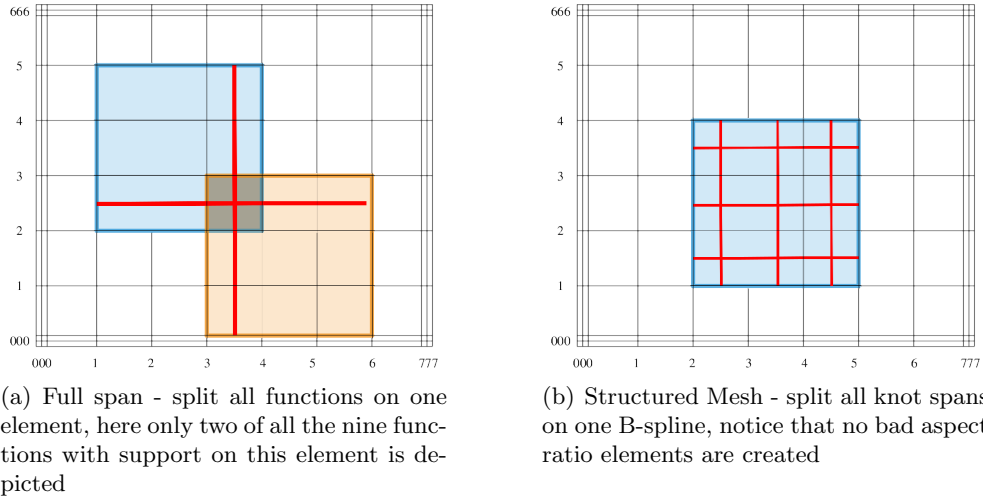 666
5
4
3
2
1
000
000 1 2 3 4 5 6 777
(a) Full span - split all functions on one
element, here only two of all the nine func-
tions with support on this element is de-
picted
666
5
4
3
2
1
000
000 1 2 3 4 5 6 777
(b) Structured Mesh - split all knot spans
on one B-spline, notice that no bad aspect
ratio elements are created